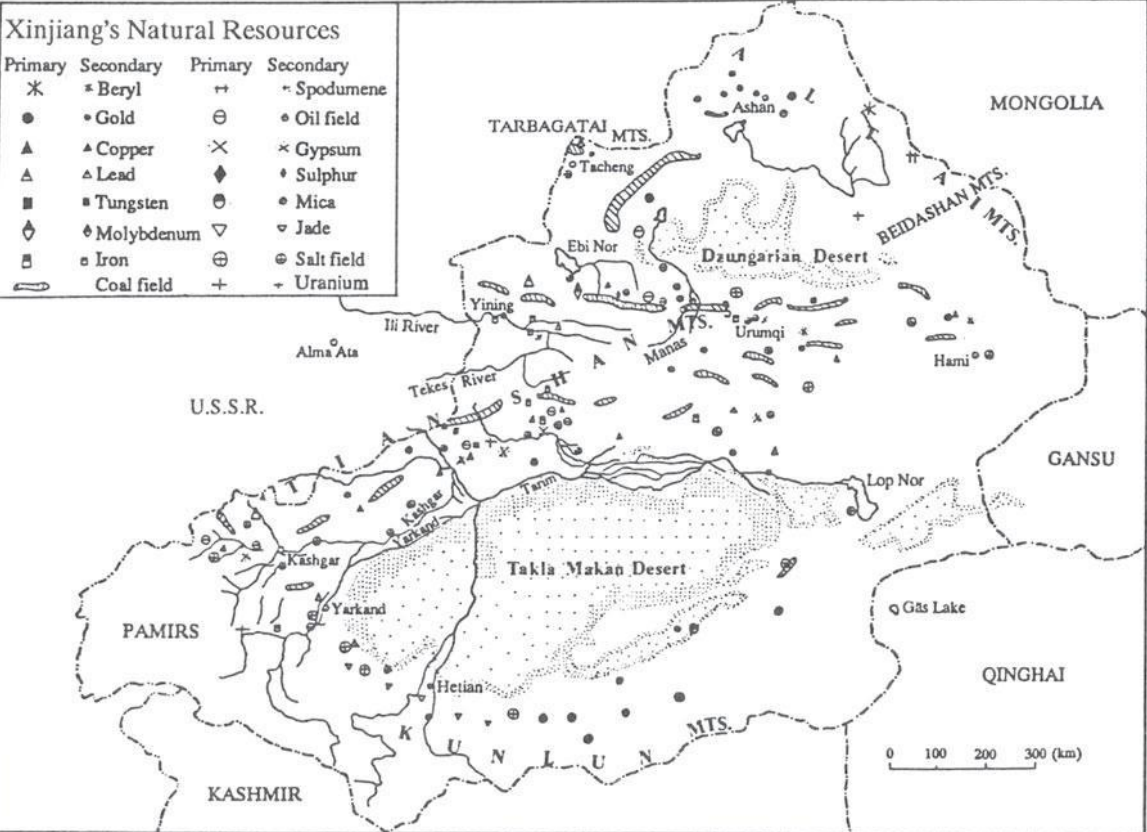 Xinjiang's Natural Resources
Primary Secondary Primary Secondary
Beryl Spodumene
Gold Oil field
Copper Gypsum
Lead Sulphur
Tungsten Mica
Molybdenum Jade
Iron Salt field
Coal field Uranium
MONGOLIA
Ashan
A L T A I MTS.
TARBAGATAI MTS.
Tacheng
BEIDASHAN MTS.
Ebi Nor
Dzungarian Desert
Yining
Ili River
Urumqi
Manas
Alma Ata
Hami
Tekes River
U.S.S.R.
T I A N S H A N MTS.
GANSU
Lop Nor
Tarim
Kashgar
Yarkand
Kashgar
Takla Makan Desert
Yarkand
Gäs Lake
PAMIRS
QINGHAI
Hetian
K U N L U N MTS.
0 100 200 300 (km)
KASHMIR